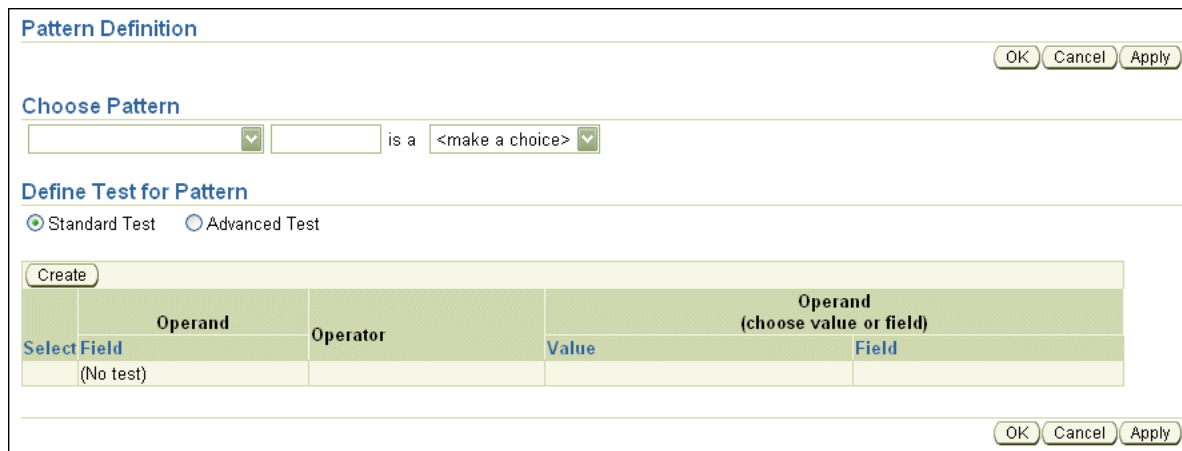 Pattern Definition
OK Cancel Apply
Choose Pattern
is a <make a choice>
Define Test for Pattern
Standard Test Advanced Test
Create
Operand
Operator
Operand
(choose value or field)
Select Field Value Field
(No test)
OK Cancel Apply